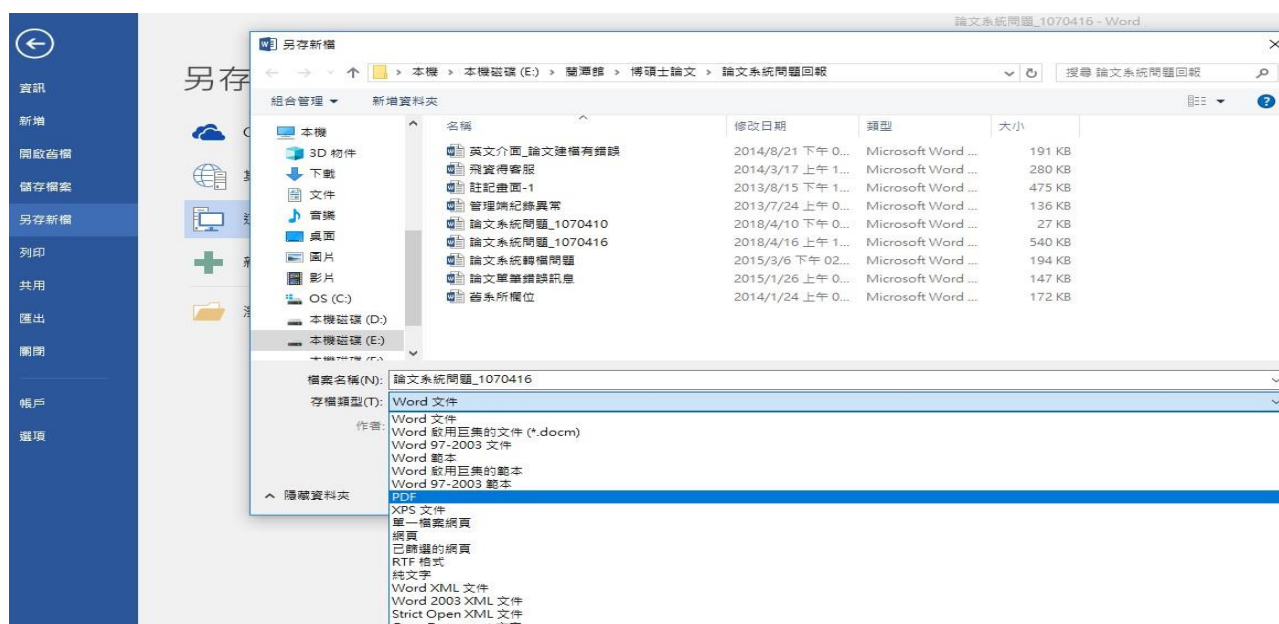 論文系統問題_1070416 - Word
另存新檔
本機 › 本機磁碟 (E:) › 蘭潭館 › 博碩士論文 › 論文系統問題回報
搜尋 論文系統問題回報
組合管理 新增資料夾
名稱 修改日期 類型 大小
英文介面_論文建檔有錯誤 2014/8/21 下午 0... Microsoft Word ... 191 KB
飛資得客服 2014/3/17 上午 1... Microsoft Word ... 280 KB
註記畫面-1 2013/8/15 下午 1... Microsoft Word ... 475 KB
管理端紀錄異常 2013/7/24 上午 0... Microsoft Word ... 136 KB
論文系統問題_1070410 2018/4/10 下午 0... Microsoft Word ... 27 KB
論文系統問題_1070416 2018/4/16 上午 1... Microsoft Word ... 540 KB
論文系統轉檔問題 2015/3/6 下午 02... Microsoft Word ... 194 KB
論文單筆錯誤訊息 2015/1/26 上午 0... Microsoft Word ... 147 KB
舊系所欄位 2014/1/24 上午 0... Microsoft Word ... 172 KB
本機
3D 物件
下載
文件
音樂
桌面
圖片
影片
OS (C:)
本機磁碟 (D:)
本機磁碟 (E:)
檔案名稱(N): 論文系統問題_1070416
存檔類型(T): Word 文件
作者:
Word 文件
Word 啟用巨集的文件 (*.docm)
Word 97-2003 文件
Word 範本
Word 啟用巨集的範本
Word 97-2003 範本
PDF
XPS 文件
單一檔案網頁
網頁
已篩選的網頁
RTF 格式
純文字
Word XML 文件
Word 2003 XML 文件
Strict Open XML 文件
隱藏資料夾
另存
資訊
新增
開啟舊檔
儲存檔案
另存新檔
列印
共用
匯出
關閉
帳戶
選項